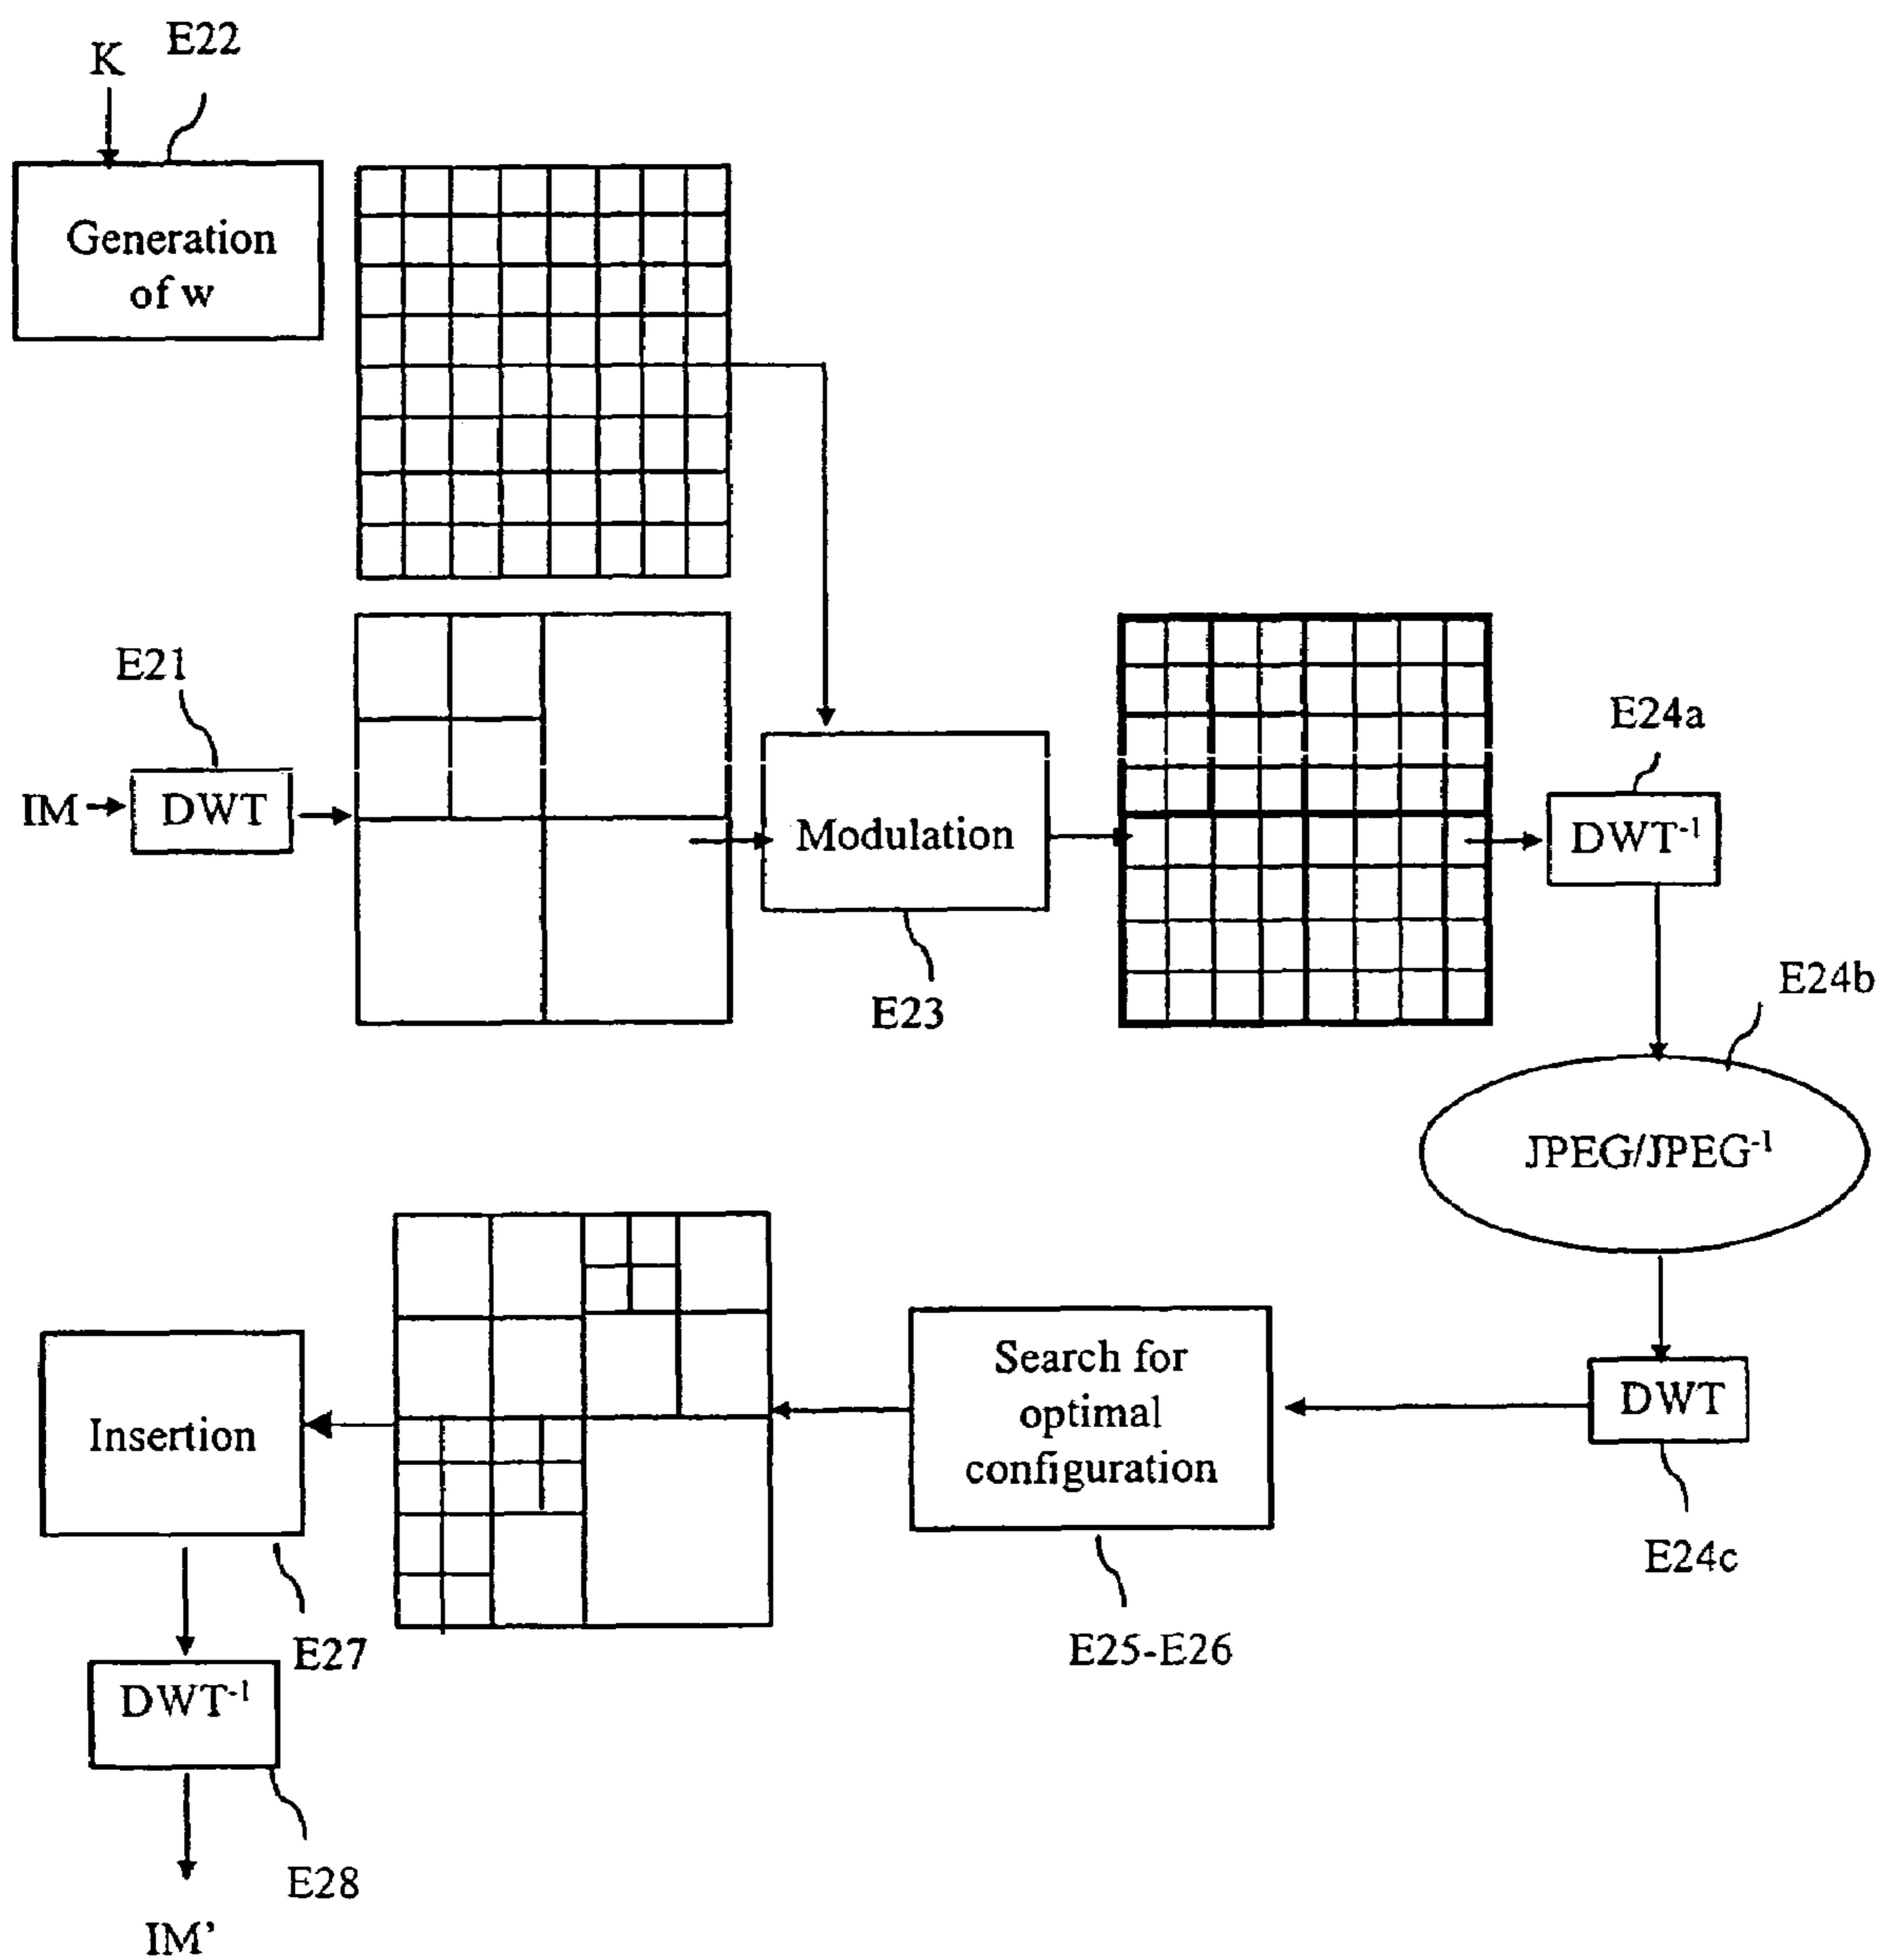 K
E22
Generation
of w
E21
IM
DWT
Modulation
E23
E24a
DWT⁻¹
E24b
JPEG/JPEG⁻¹
DWT
E24c
Search for
optimal
configuration
E25-E26
Insertion
E27
DWT⁻¹
E28
IM'